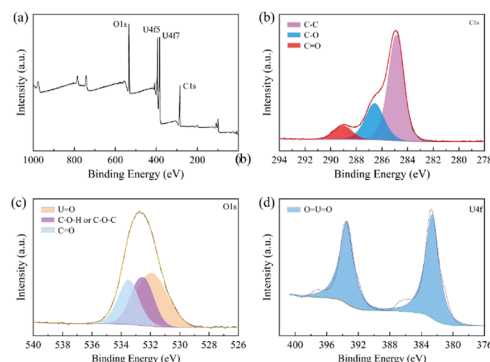 (a)
O1s
U4f5
U4f7
C1s
Intensity (a.u.)
1000 800 600 400 200 0
Binding Energy (eV)
(b)
(b)
C1s
C-C
C-O
C=O
Intensity (a.u.)
294 292 290 288 286 284 282 280 278
Binding Energy (eV)
(c)
O1s
U=O
C-O-H or C-O-C
C=O
Intensity (a.u.)
540 538 536 534 532 530 528 526
Binding Energy (eV)
(d)
U4f
O=U=O
Intensity (a.u.)
400 396 392 388 384 380 376
Binding Energy (eV)